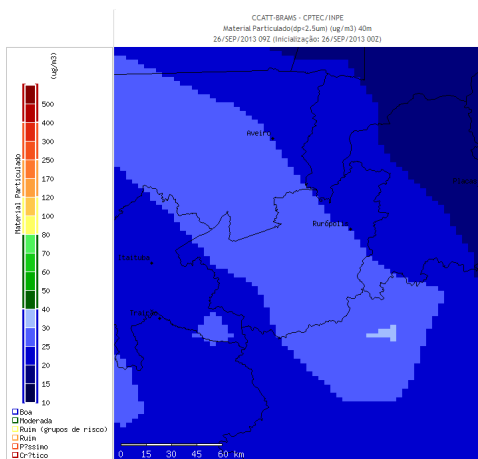 CCATT-BRAMS - CPTEC/INPE
Material Particulado(dp<2.5um) (ug/m3) 40m
26/SEP/2013 09Z (Inicialização: 26/SEP/2013 00Z)
(ug/m3)
Material Particulado
500
400
300
250
170
120
100
80
70
60
50
40
30
25
20
15
10
Boa
Moderada
Ruim (grupos de risco)
Ruim
P?ssimo
Cr?tico
Aveiro
Rurópolis
0 15 30 45 60 km